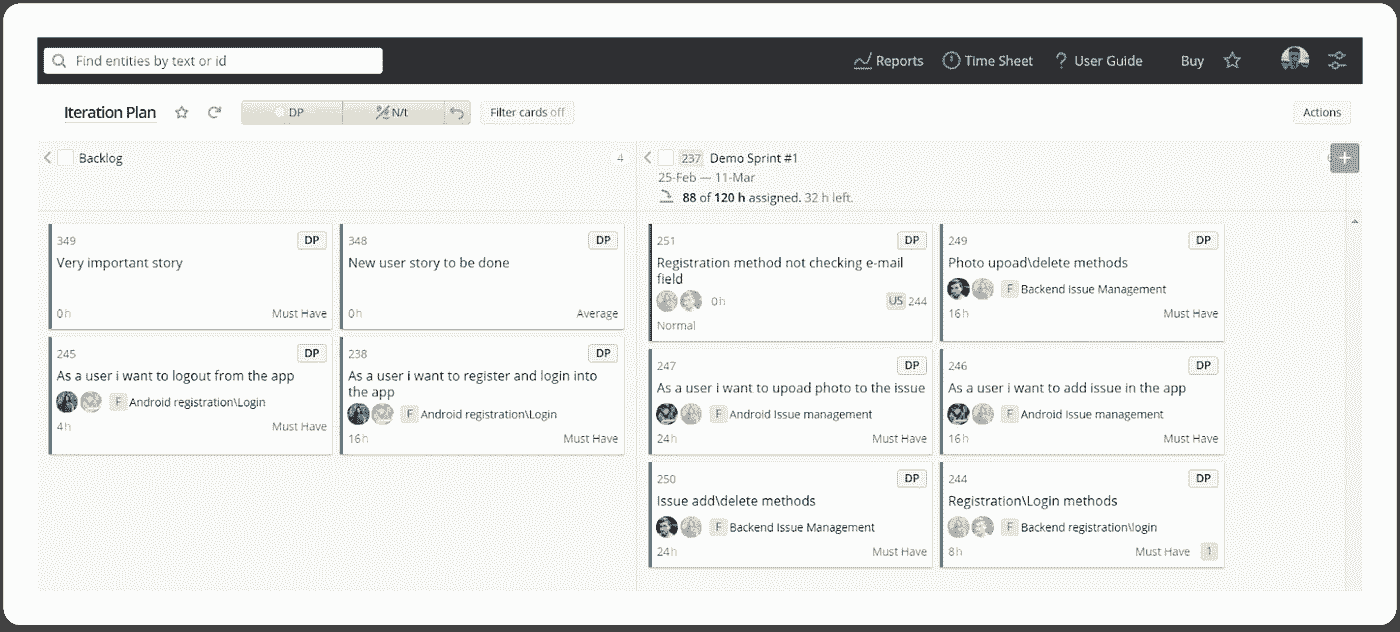 Find entities by text or id
Reports
Time Sheet
User Guide
Buy
Iteration Plan
DP
N/t
Filter cards off
Actions
Backlog
4
237 Demo Sprint #1
25-Feb — 11-Mar
88 of 120 h assigned. 32 h left.
349 DP
Very important story
0h Must Have
348 DP
New user story to be done
0h Average
245 DP
As a user i want to logout from the app
F Android registration\Login
4h Must Have
238 DP
As a user i want to register and login into
the app
F Android registration\Login
16h Must Have
251 DP
Registration method not checking e-mail
field
0h US 244
Normal
249 DP
Photo upoad\delete methods
F Backend Issue Management
16h Must Have
247 DP
As a user i want to upoad photo to the issue
F Android Issue management
24h Must Have
246 DP
As a user i want to add issue in the app
F Android Issue management
16h Must Have
250 DP
Issue add\delete methods
F Backend Issue Management
24h Must Have
244 DP
Registration\Login methods
F Backend registration\login
8h Must Have 1